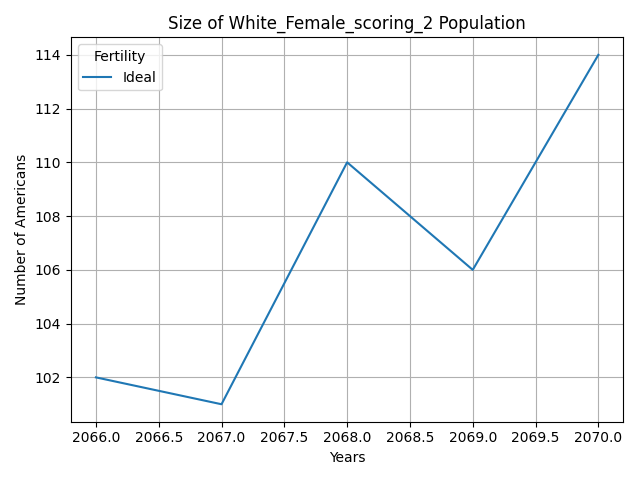 Size of White_Female_scoring_2 Population
Fertility
Ideal
Number of Americans
114
112
110
108
106
104
102
2066.0 2066.5 2067.0 2067.5 2068.0 2068.5 2069.0 2069.5 2070.0
Years